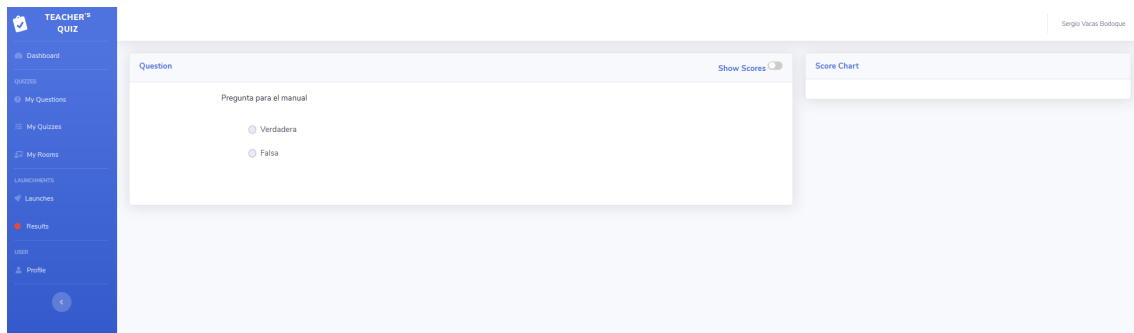 TEACHER'S
QUIZ
Dashboard
QUIZZES
My Questions
My Quizzes
My Rooms
LAUNCHMENTS
Launches
Results
USER
Profile
Sergio Vacas Bodoque
Question
Show Scores
Pregunta para el manual
Verdadera
Falsa
Score Chart